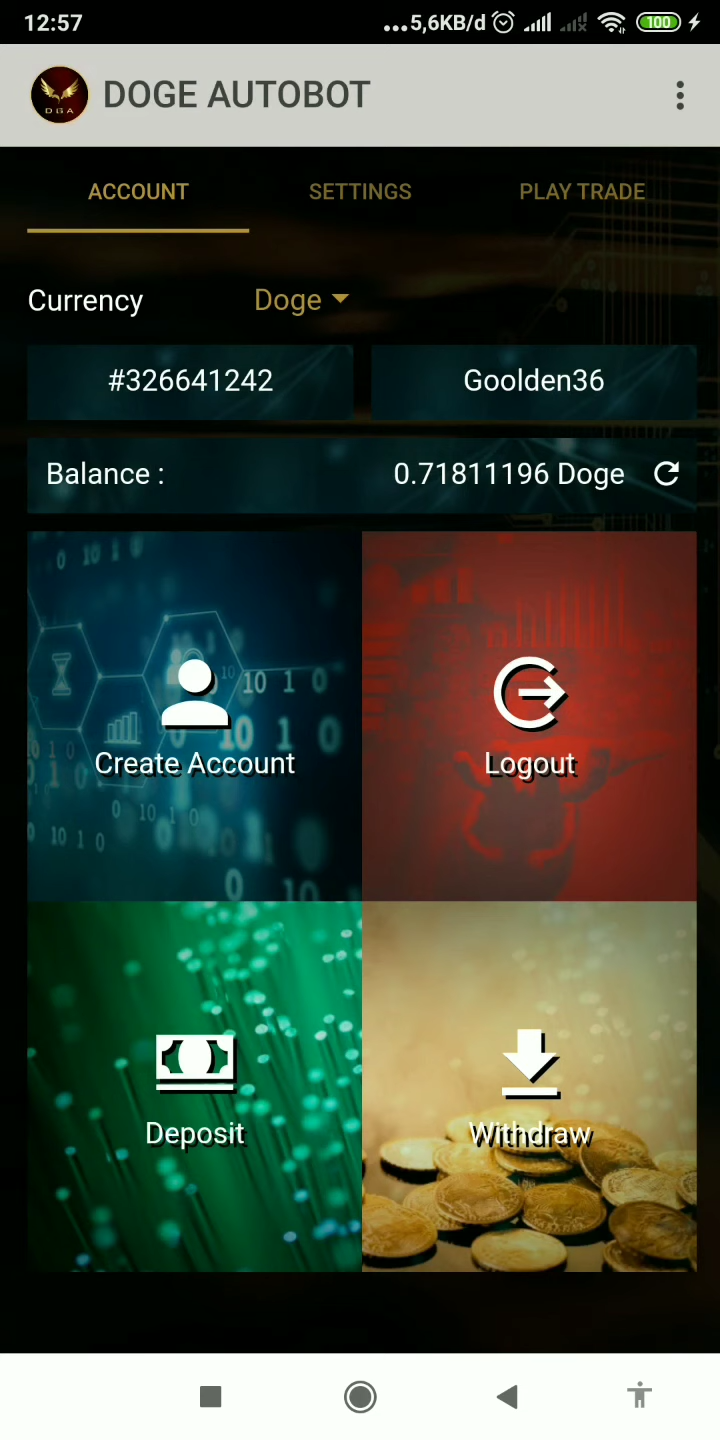 12:57 ...5,6KB/d 100
DGA DOGE AUTOBOT
ACCOUNT SETTINGS PLAY TRADE
Currency Doge
#326641242 Goolden36
Balance : 0.71811196 Doge
Create Account Logout
Deposit Withdraw